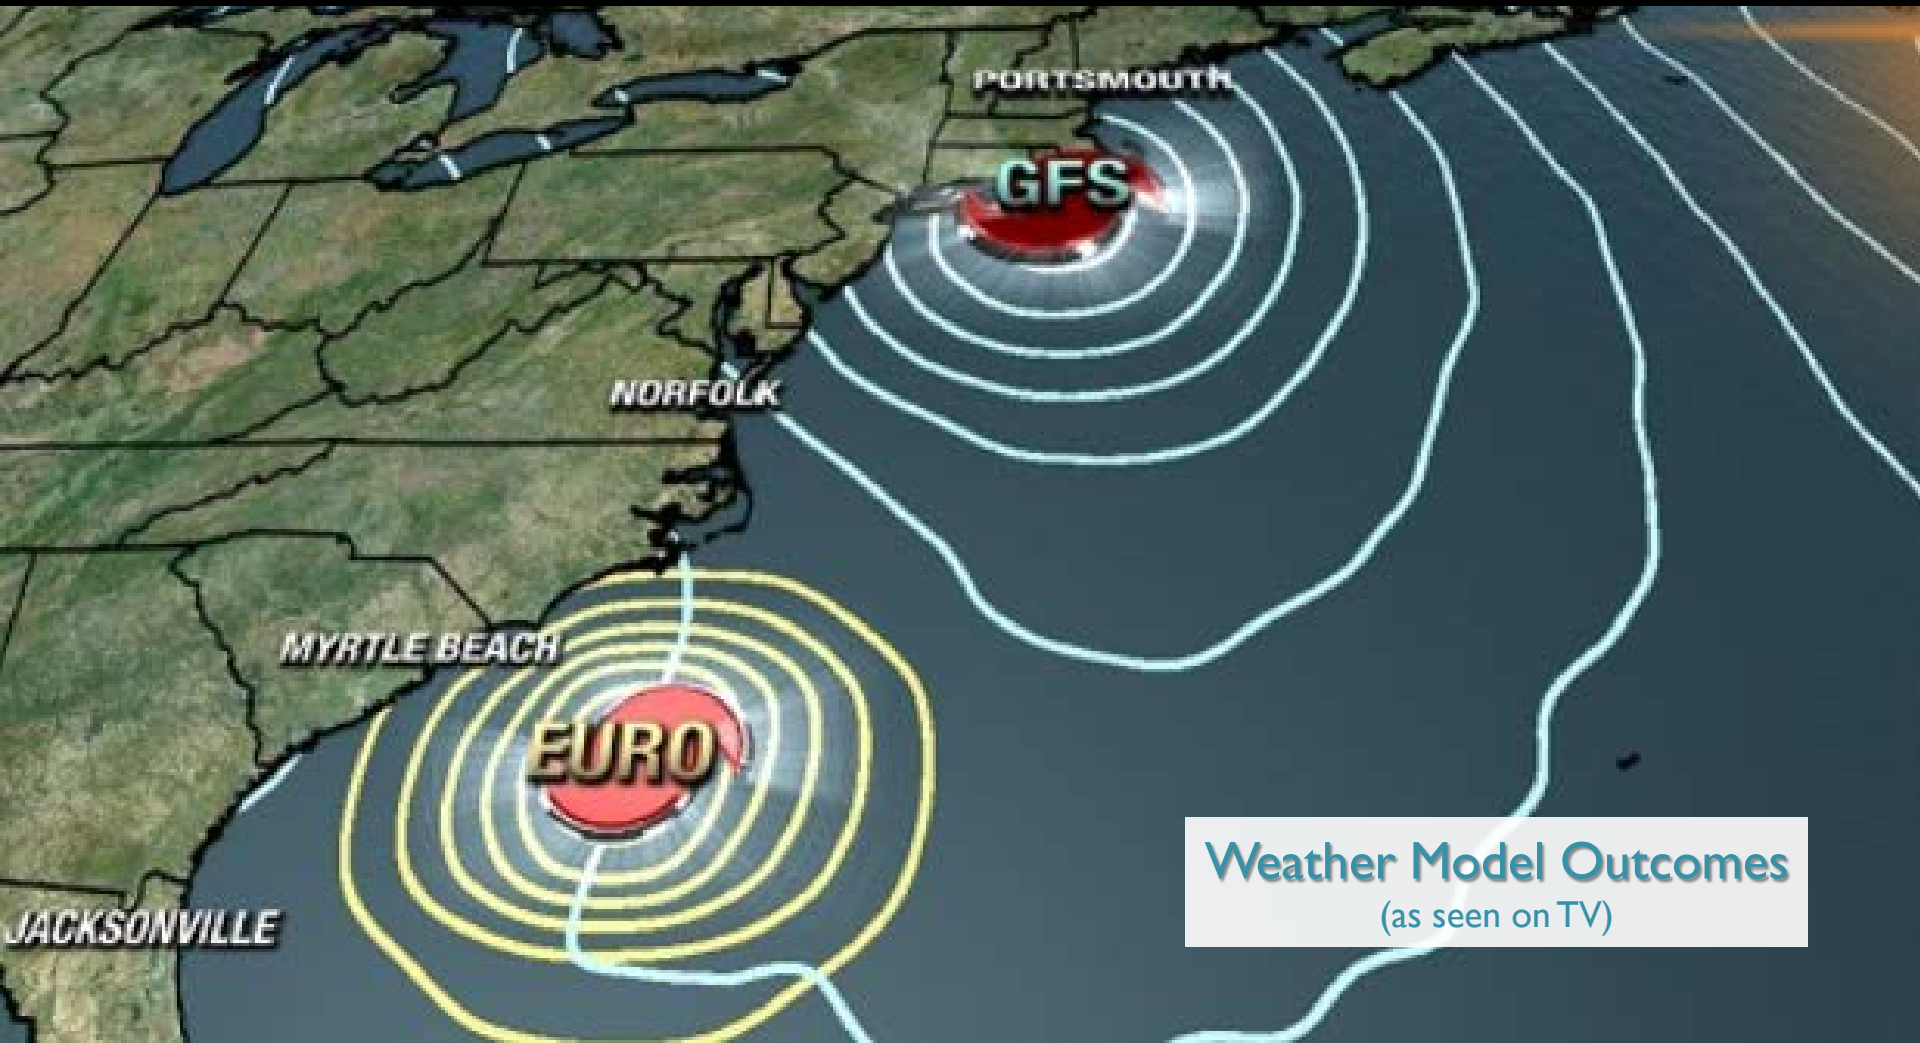 PORTSMOUTH
GFS
NORFOLK
MYRTLE BEACH
EURO
JACKSONVILLE
Weather Model Outcomes
(as seen on TV)